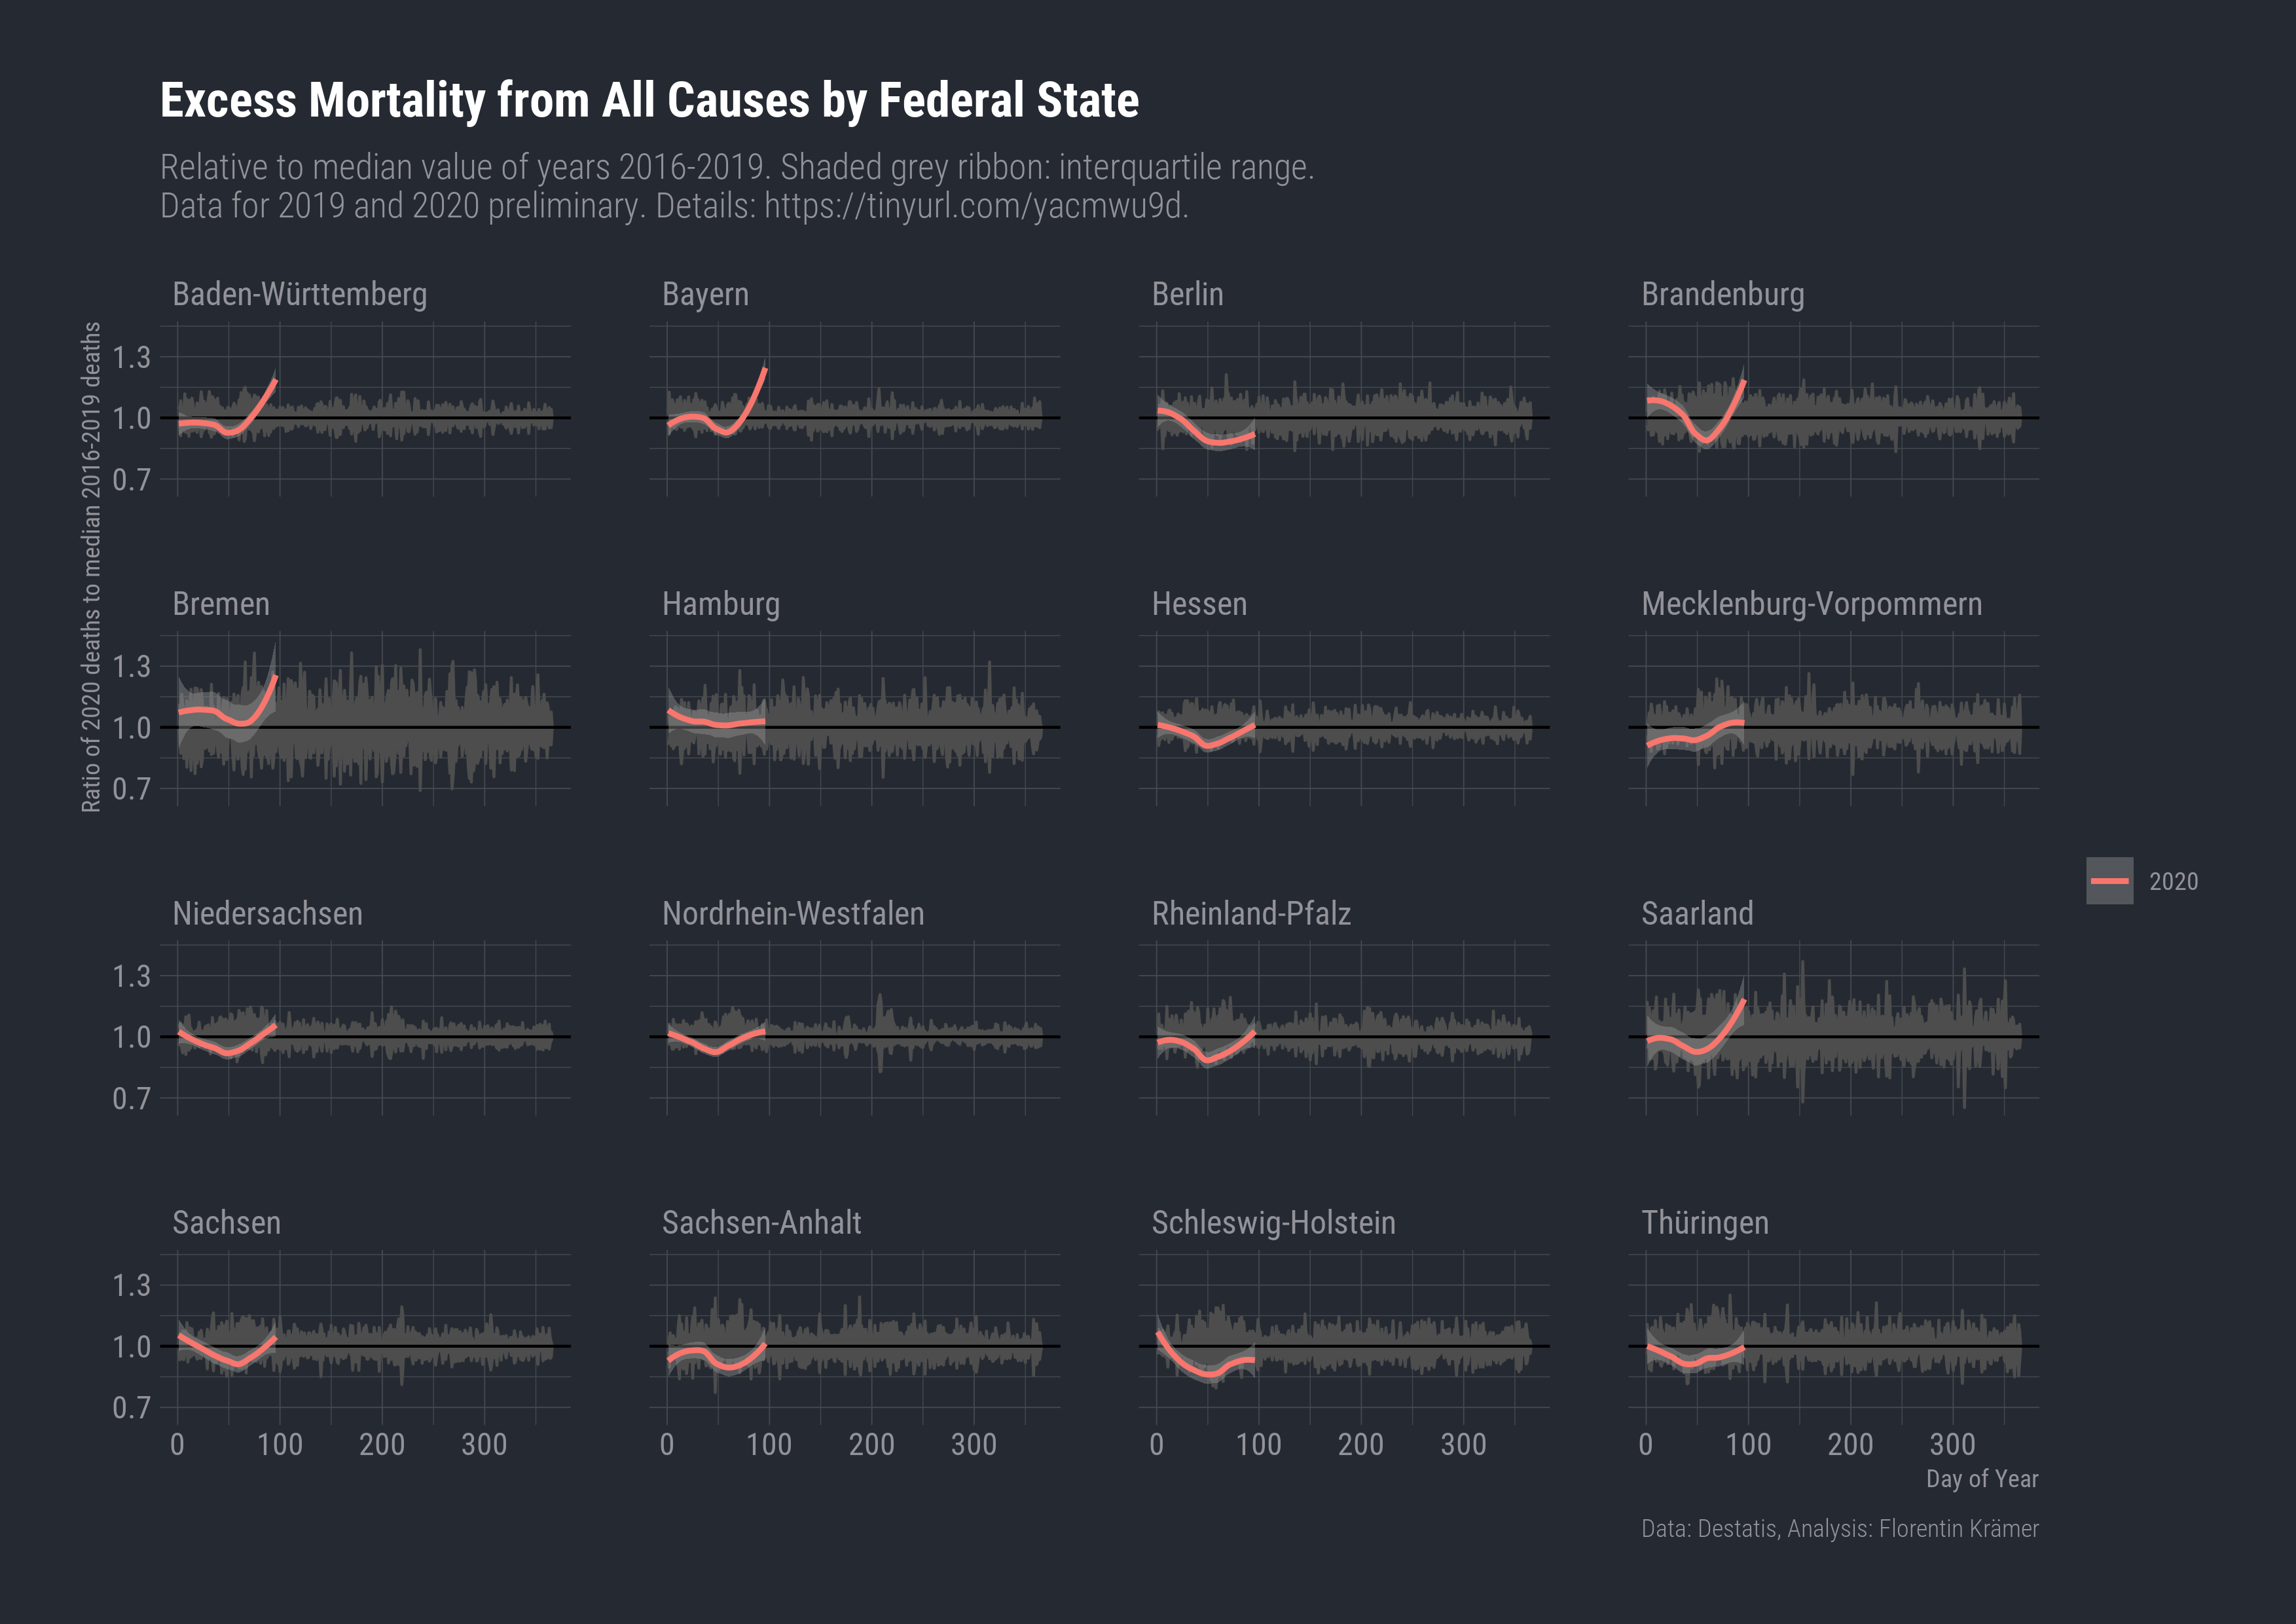 Excess Mortality from All Causes by Federal State
Relative to median value of years 2016-2019. Shaded grey ribbon: interquartile range.
Data for 2019 and 2020 preliminary. Details: https://tinyurl.com/yacmwu9d.
Ratio of 2020 deaths to median 2016-2019 deaths
Baden-Württemberg
Bayern
Berlin
Brandenburg
1.3
1.0
0.7
Bremen
Hamburg
Hessen
Mecklenburg-Vorpommern
1.3
1.0
0.7
2020
Niedersachsen
Nordrhein-Westfalen
Rheinland-Pfalz
Saarland
1.3
1.0
0.7
Sachsen
Sachsen-Anhalt
Schleswig-Holstein
Thüringen
1.3
1.0
0.7
0 100 200 300
0 100 200 300
0 100 200 300
0 100 200 300
Day of Year
Data: Destatis, Analysis: Florentin Krämer